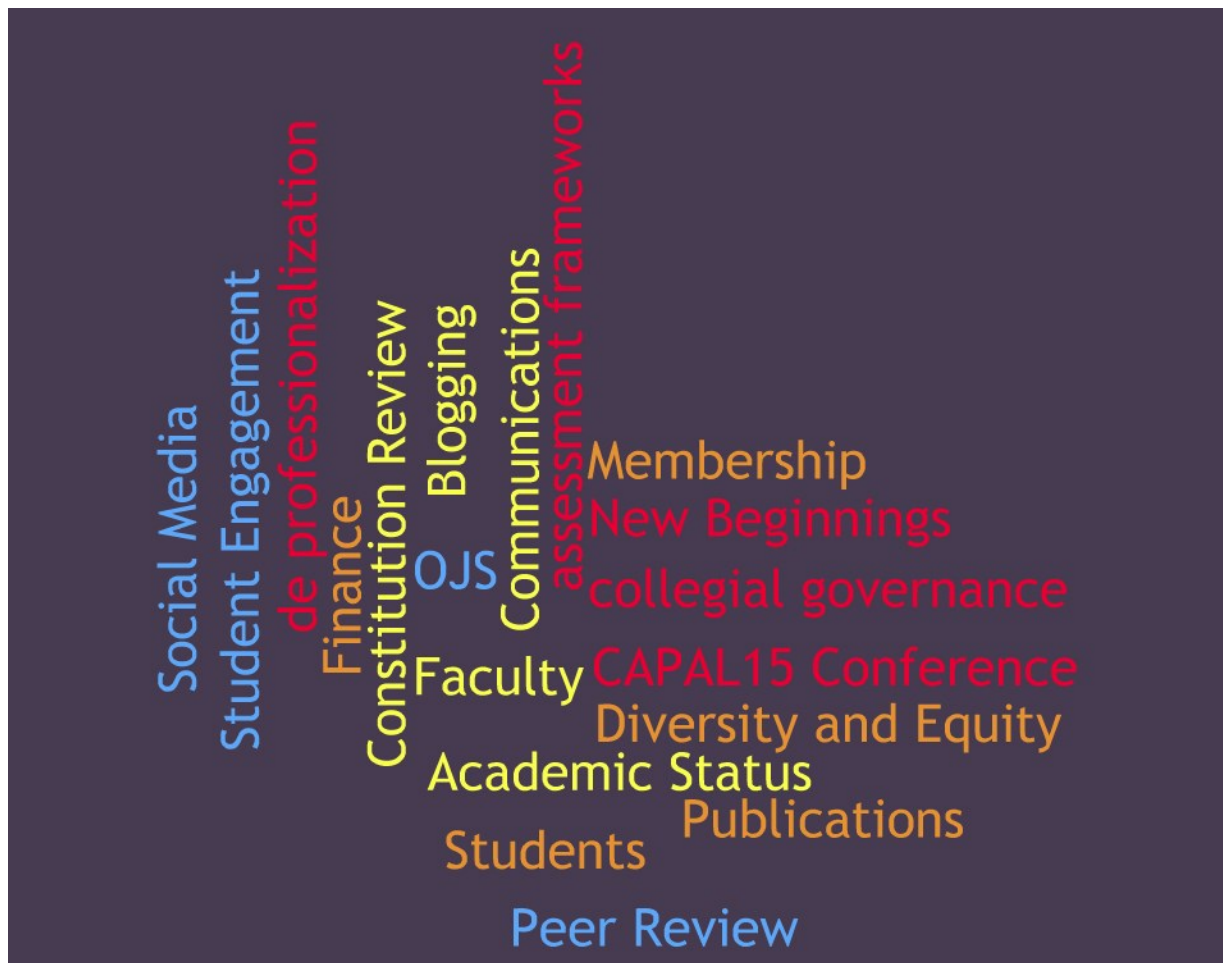 Social Media
Student Engagement
de professionalization
Finance
Constitution Review
Blogging
OJS
Communications
assessment frameworks
Membership
New Beginnings
collegial governance
Faculty
CAPAL15 Conference
Diversity and Equity
Academic Status
Publications
Students
Peer Review